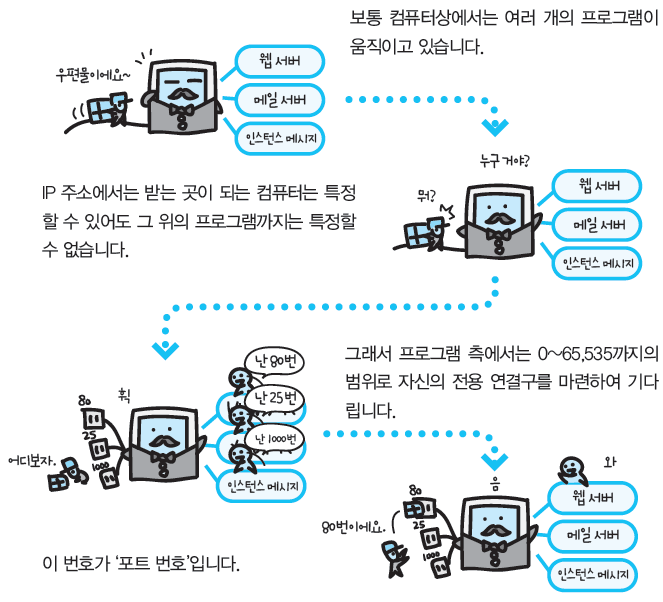 보통 컴퓨터상에서는 여러 개의 프로그램이
움직이고 있습니다.
우편물이에요~
웹 서버
메일 서버
인스턴스 메시지
IP 주소에서는 받는 곳이 되는 컴퓨터는 특정
할 수 있어도 그 위의 프로그램까지는 특정할
수 없습니다.
누구 거야?
뭐?
웹 서버
메일 서버
인스턴스 메시지
그래서 프로그램 측에서는 0~65,535까지의
범위로 자신의 전용 연결구를 마련하여 기다
립니다.
난 80번
난 25번
난 1000번
인스턴스 메시지
휙
80
25
1000
어디보자.
이 번호가 ‘포트 번호’입니다.
와
음
웹 서버
메일 서버
인스턴스 메시지
80
25
1000
80번이에요.